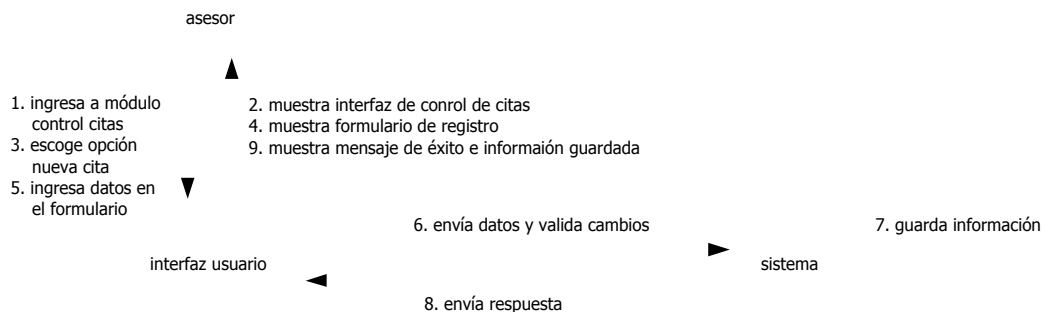 asesor
1. ingresa a módulo
control citas
3. escoge opción
nueva cita
5. ingresa datos en
el formulario
2. muestra interfaz de conrol de citas
4. muestra formulario de registro
9. muestra mensaje de éxito e informaión guardada
6. envía datos y valida cambios
7. guarda información
interfaz usuario
sistema
8. envía respuesta